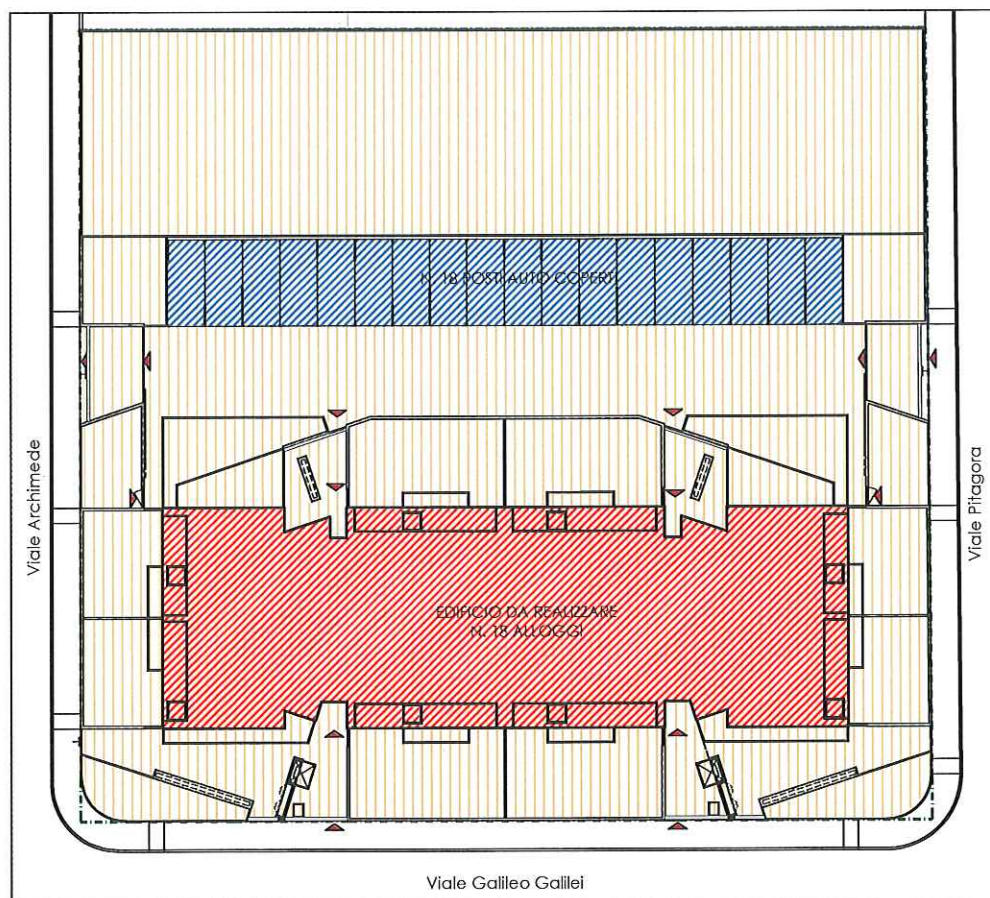 N. 18 POSTI AUTO COPERTI
Viale Archimede
Viale Pitagora
EDIFICIO DA REALIZZARE
N. 18 ALLOGGI
Viale Galileo Galilei